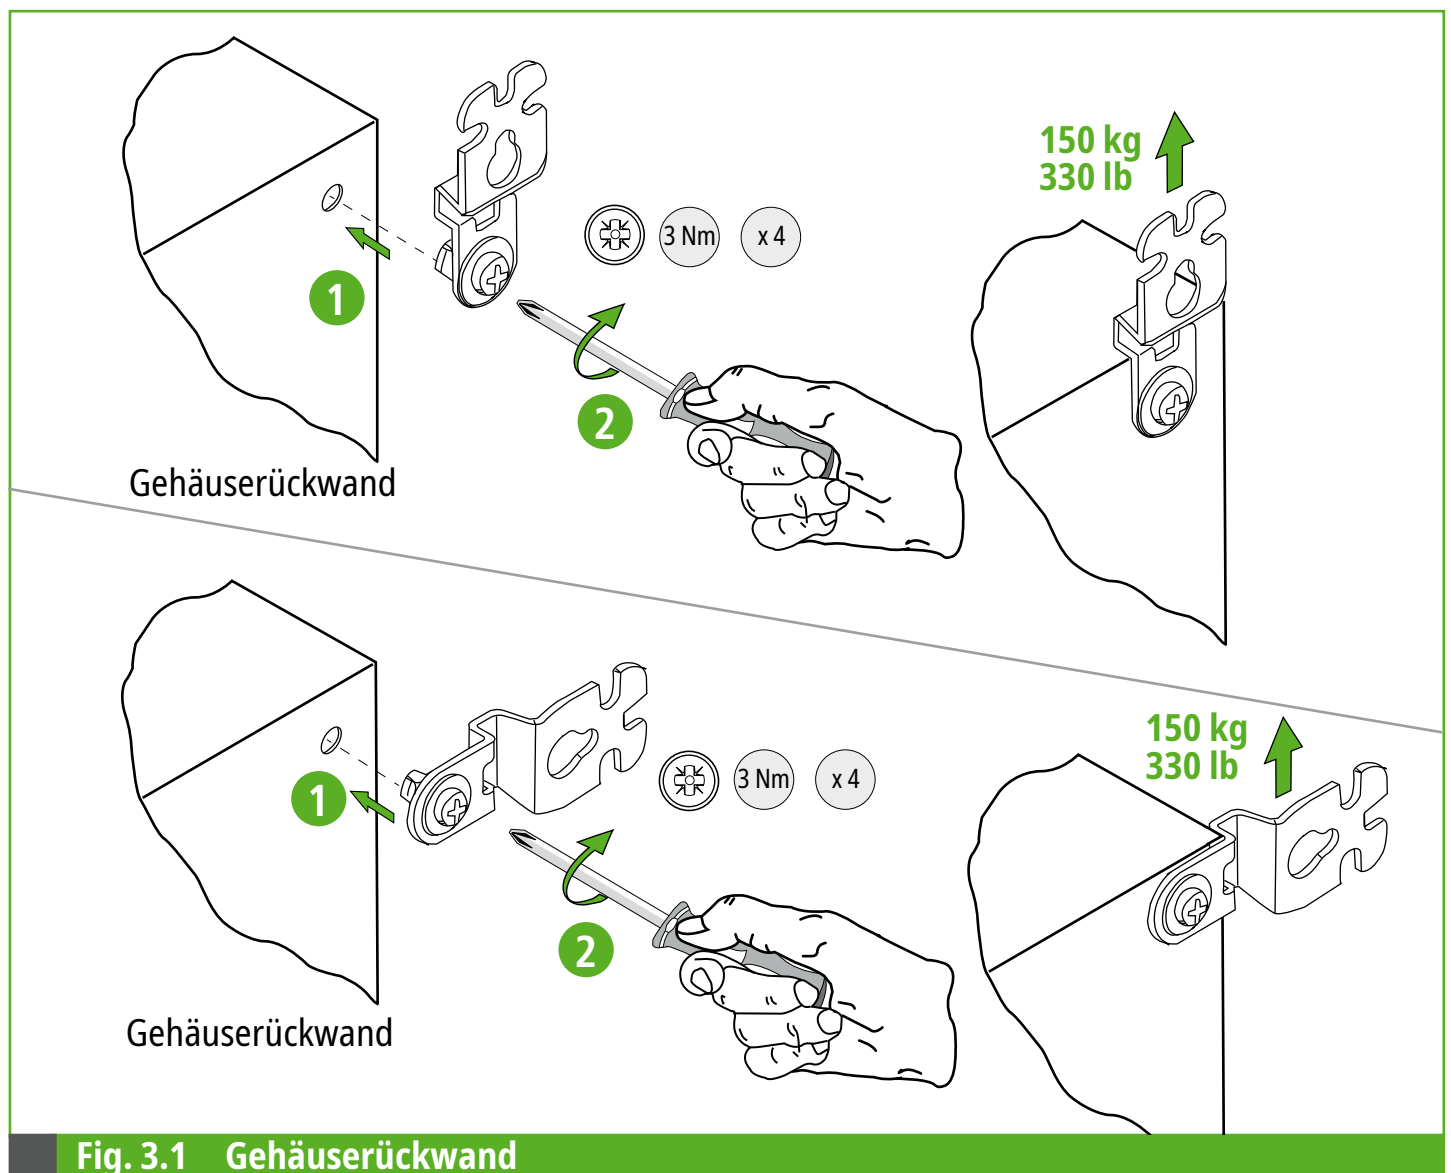 150 kg
330 lb
3 Nm
x 4
1
2
Gehäuserückwand
150 kg
330 lb
3 Nm
x 4
1
2
Gehäuserückwand
Fig. 3.1 Gehäuserückwand